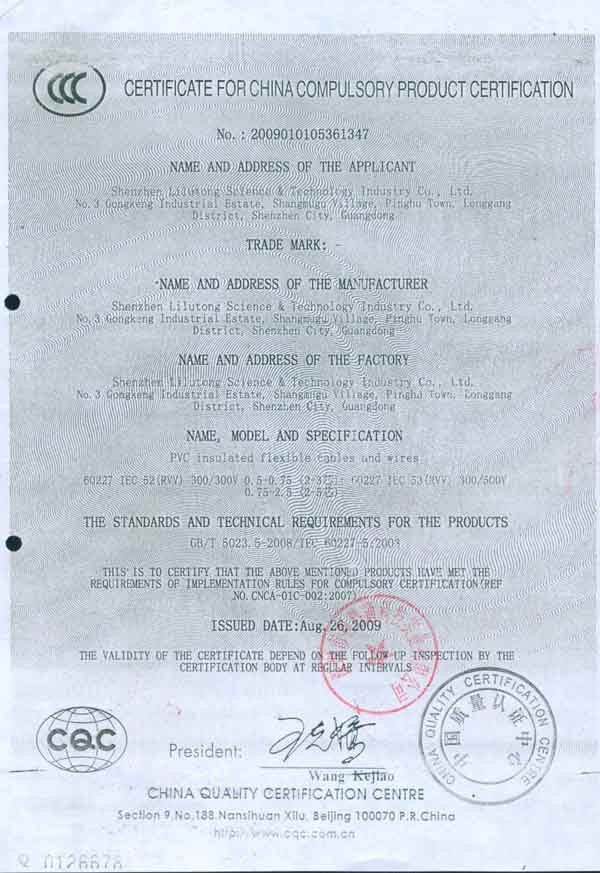 CCC
CERTIFICATE FOR CHINA COMPULSORY PRODUCT CERTIFICATION
No.: 2009010105361347
NAME AND ADDRESS OF THE APPLICANT
Shenzhen Lilutong Science & Technology Industry Co., Ltd.
No.3 Gongkeng Industrial Estate, Shangmugu Village, Pinghu Town, Longgang
District, Shenzhen City, Guangdong
TRADE MARK: -
NAME AND ADDRESS OF THE MANUFACTURER
Shenzhen Lilutong Science & Technology Industry Co., Ltd.
No.3 Gongkeng Industrial Estate, Shangmugu Village, Pinghu Town, Longgang
District, Shenzhen City, Guangdong
NAME AND ADDRESS OF THE FACTORY
Shenzhen Lilutong Science & Technology Industry Co., Ltd.
No.3 Gongkeng Industrial Estate, Shangmugu Village, Pinghu Town, Longgang
District, Shenzhen City, Guangdong
NAME, MODEL AND SPECIFICATION
PVC insulated flexible cables and wires
60227 IEC 52(RVV) 300/300V 0.5-0.75 (2-3芯); 60227 IEC 53(RVV) 300/500V
0.75-2.5 (2-5芯)
THE STANDARDS AND TECHNICAL REQUIREMENTS FOR THE PRODUCTS
GB/T 5023.5-2008/IEC 60227-5:2003
THIS IS TO CERTIFY THAT THE ABOVE MENTIONED PRODUCTS HAVE MET THE
REQUIREMENTS OF IMPLEMENTATION RULES FOR COMPULSORY CERTIFICATION(REF
NO.CNCA-01C-002:2007)
ISSUED DATE:Aug.26,2009
THE VALIDITY OF THE CERTIFICATE DEPEND ON THE FOLLOW UP INSPECTION BY THE
CERTIFICATION BODY AT REGULAR INTERVALS
CHINA QUALITY CERTIFICATION CENTRE
中国质量认证中心
CQC
President:
Wang Kejiao
CHINA QUALITY CERTIFICATION CENTRE
Section 9,No.188,Nansihuan Xilu, Beijing 100070 P.R.China
http://www.cqc.com.cn
0126678